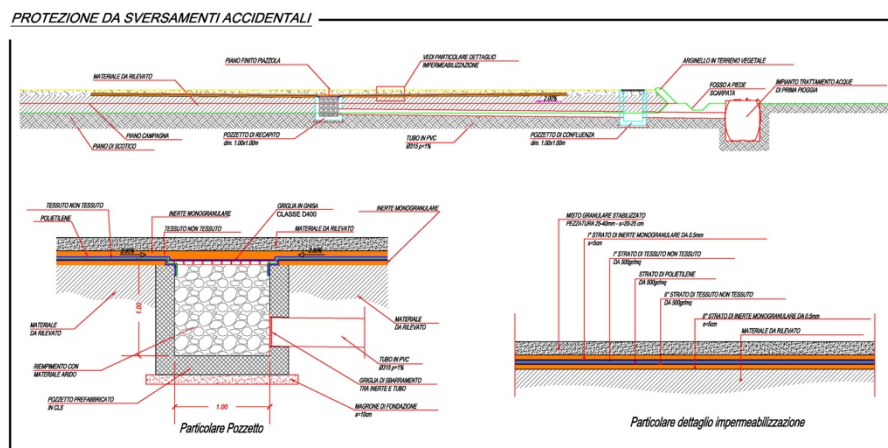 PROTEZIONE DA SVERSAMENTI ACCIDENTALI
PIANO FINITO PIAZZOLA
VEDI PARTICOLARE DETTAGLIO
IMPERMEABILIZZAZIONE
ARGINELLO IN TERRENO VEGETALE
MATERIALE DA RILEVATO
FOSSO A PIEDE
SCARPATA
IMPIANTO TRATTAMENTO ACQUE
DI PRIMA PIOGGIA
2.00%
PIANO CAMPAGNA
PIANO DI SCOTICO
POZZETTO DI RECAPITO
dim. 1.00x1.00m
TUBO IN PVC
Ø315 p=1%
POZZETTO DI CONFLUENZA
dim. 1.00x1.00m
TESSUTO NON TESSUTO
POLIETILENE
INERTE MONOGRANULARE
TESSUTO NON TESSUTO
GRIGLIA IN GHISA
CLASSE D400
MATERIALE DA RILEVATO
INERTE MONOGRANULARE
2.00%
2.00%
1.00
MATERIALE
DA RILEVATO
MATERIALE
DA RILEVATO
RIEMPIMENTO CON
MATERIALE ARIDO
TUBO IN PVC
Ø315 p=1%
GRIGLIA DI SBARRAMENTO
TRA INERTE E TUBO
POZZETTO PREFABBRICATO
IN CLS
1.00
MAGRONE DI FONDAZIONE
s=10cm
Particolare Pozzetto
MISTO GRANULARE STABILIZZATO
PEZZATURA 25-40mm - s=20-25 cm
I° STRATO DI INERTE MONOGRANULARE DA 0.5mm
s=5cm
I° STRATO DI TESSUTO NON TESSUTO
DA 500gr/mq
STRATO DI POLIETILENE
DA 500gr/mq
II° STRATO DI TESSUTO NON TESSUTO
DA 500gr/mq
II° STRATO DI INERTE MONOGRANULARE DA 0.5mm
s=5cm
MATERIALE DA RILEVATO
Particolare dettaglio impermeabilizzazione